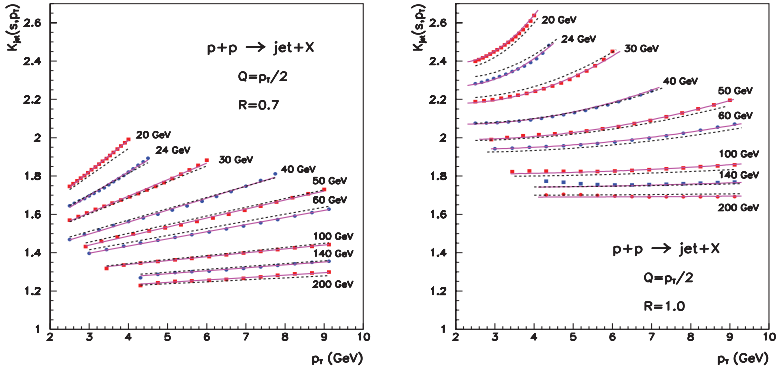 K_jet(s,p_T)
2.6
2.4
2.2
2
1.8
1.6
1.4
1.2
1
p+p → jet+X
Q=p_T/2
R=0.7
20 GeV
24 GeV
30 GeV
40 GeV
50 GeV
60 GeV
100 GeV
140 GeV
200 GeV
2 3 4 5 6 7 8 9 10
p_T (GeV)
K_jet(s,p_T)
2.6
2.4
2.2
2
1.8
1.6
1.4
1.2
1
20 GeV
24 GeV
30 GeV
40 GeV
50 GeV
60 GeV
100 GeV
140 GeV
200 GeV
p+p → jet+X
Q=p_T/2
R=1.0
2 3 4 5 6 7 8 9 10
p_T (GeV)